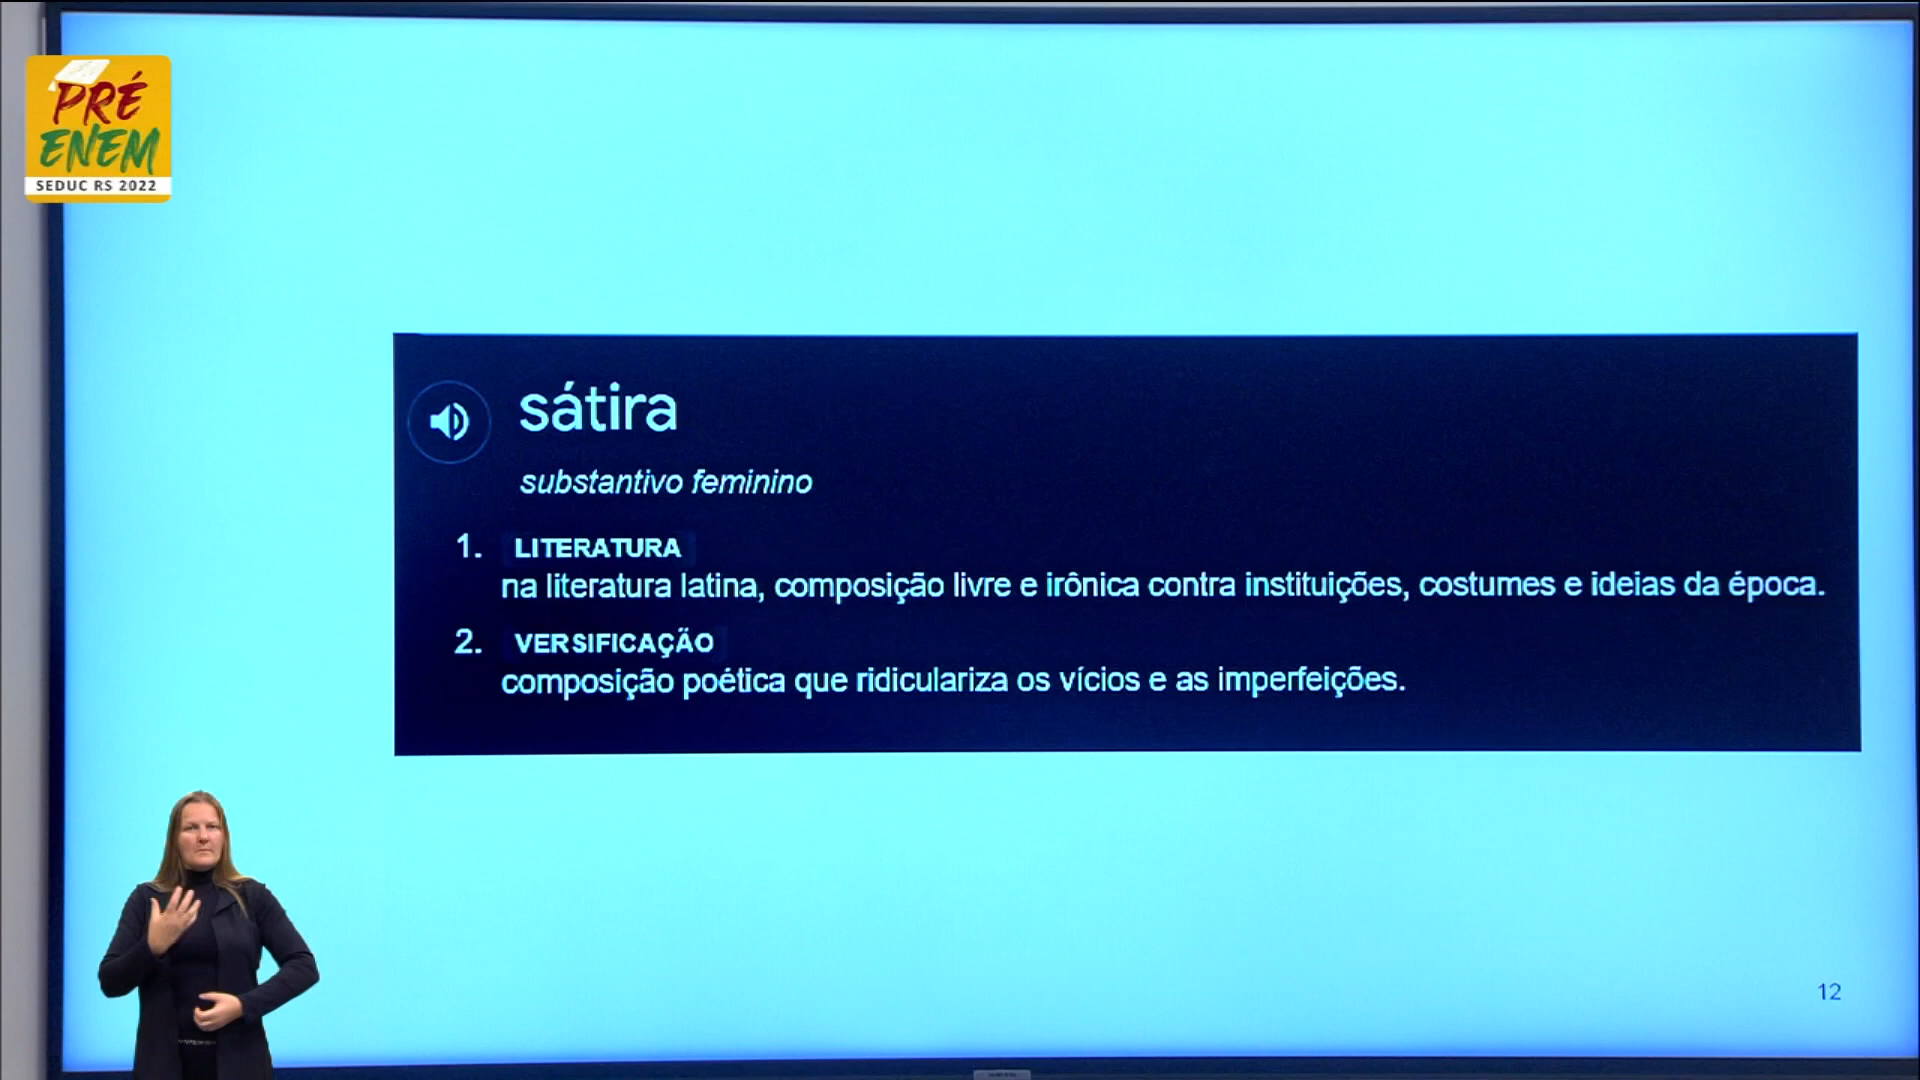 PRÉ
ENEM
SEDUC RS 2022
sátira
substantivo feminino
1. LITERATURA
na literatura latina, composição livre e irônica contra instituições, costumes e ideias da época.
2. VERSIFICAÇÃO
composição poética que ridiculariza os vícios e as imperfeições.
12